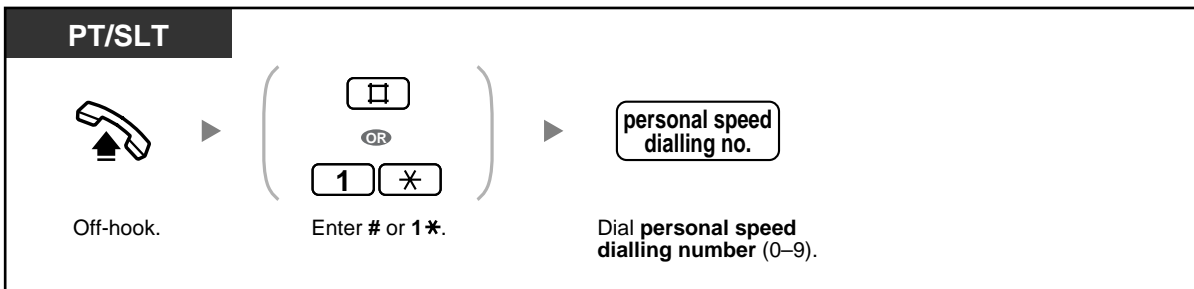 PT/SLT
#
OR
1 *
personal speed
dialling no.
Off-hook.
Enter # or 1*.
Dial personal speed
dialling number (0–9).